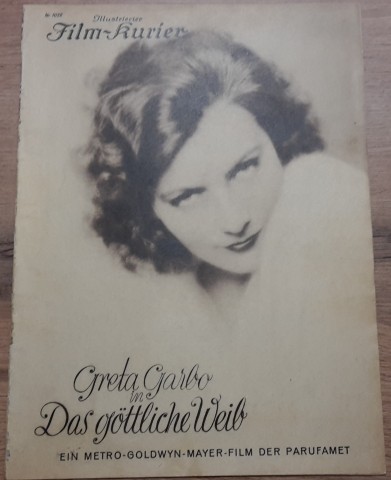 Illustrierter
Film-Kurier
Greta Garbo
in
Das göttliche Weib
EIN METRO-GOLDWYN-MAYER-FILM DER PARUFAMET